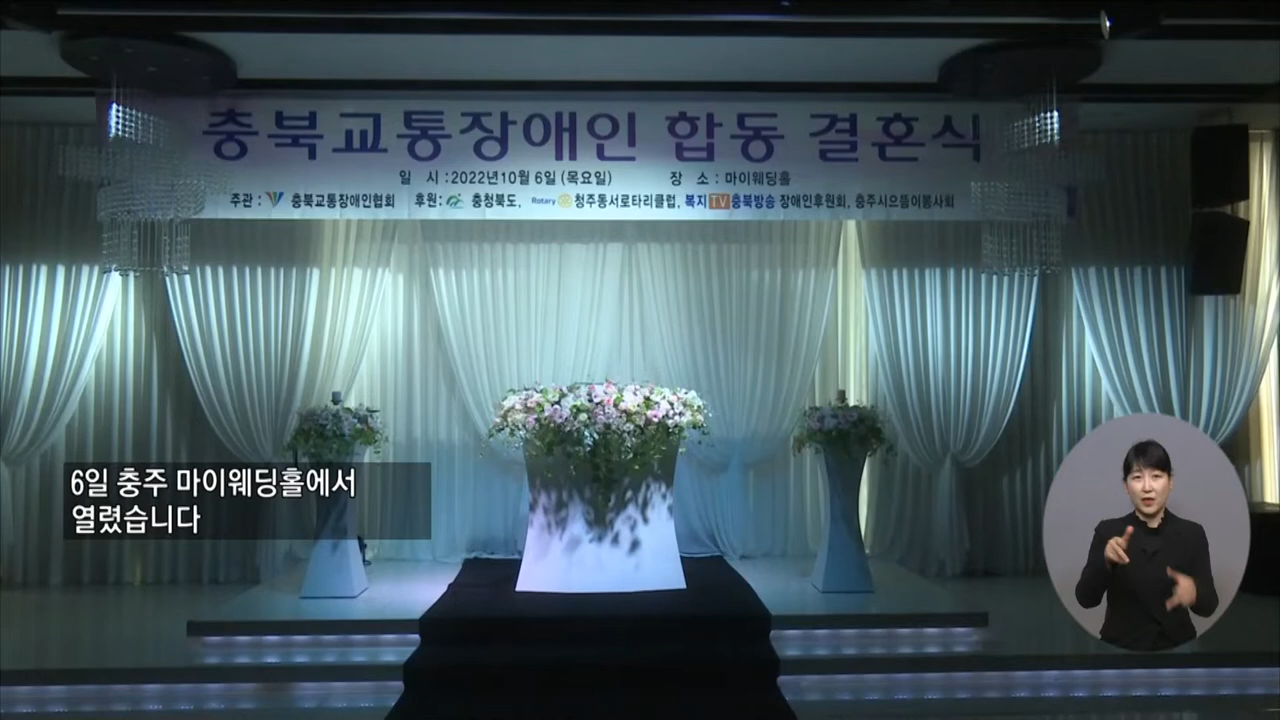 충북교통장애인 합동 결혼식
일 시 : 2022년10월 6일 (목요일) 장 소 : 마이웨딩홀
주관 : 충북교통장애인협회 후원: 충청북도, Rotary 청주동서로타리클럽, 복지TV충북방송 장애인후원회, 충주시으뜸이봉사회
6일 충주 마이웨딩홀에서
열렸습니다